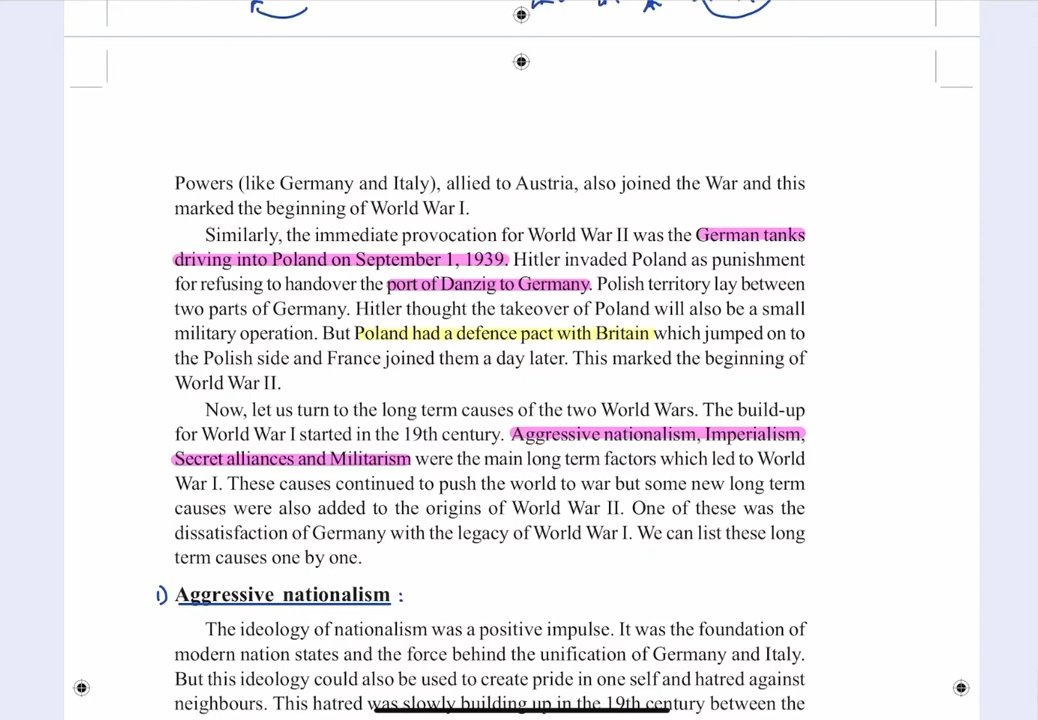 Powers (like Germany and Italy), allied to Austria, also joined the War and this
marked the beginning of World War I.
Similarly, the immediate provocation for World War II was the German tanks
driving into Poland on September 1, 1939. Hitler invaded Poland as punishment
for refusing to handover the port of Danzig to Germany. Polish territory lay between
two parts of Germany. Hitler thought the takeover of Poland will also be a small
military operation. But Poland had a defence pact with Britain which jumped on to
the Polish side and France joined them a day later. This marked the beginning of
World War II.
Now, let us turn to the long term causes of the two World Wars. The build-up
for World War I started in the 19th century. Aggressive nationalism, Imperialism,
Secret alliances and Militarism were the main long term factors which led to World
War I. These causes continued to push the world to war but some new long term
causes were also added to the origins of World War II. One of these was the
dissatisfaction of Germany with the legacy of World War I. We can list these long
term causes one by one.
1) Aggressive nationalism :
The ideology of nationalism was a positive impulse. It was the foundation of
modern nation states and the force behind the unification of Germany and Italy.
But this ideology could also be used to create pride in one self and hatred against
neighbours. This hatred was slowly building up in the 19th century between the